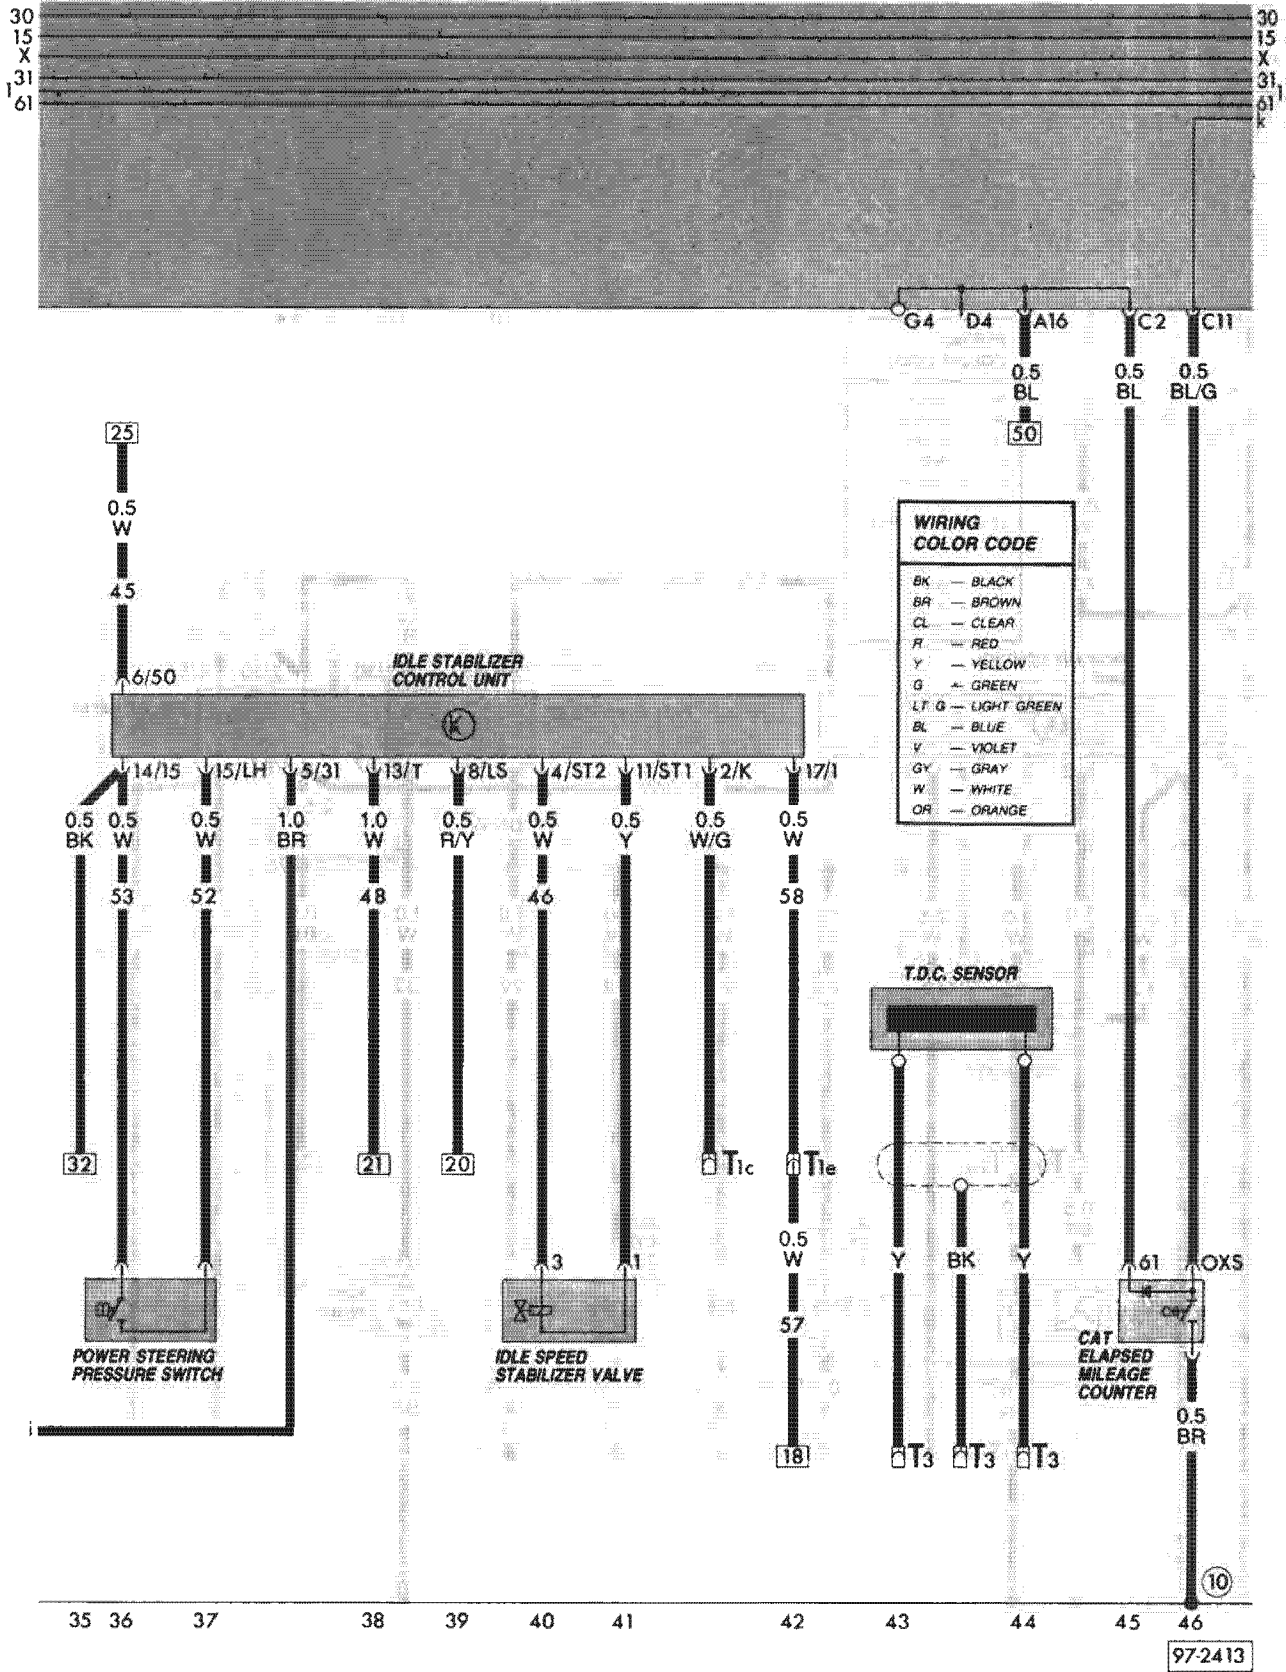 30 30
15 15
X X
31 31
1 1
61 61
k
G4 D4 A16 C2 C11
0.5 0.5 0.5
BL BL BL/G
25 50
0.5
W
45
WIRING
COLOR CODE
BK — BLACK
BR — BROWN
CL — CLEAR
R — RED
Y — YELLOW
G — GREEN
LT G — LIGHT GREEN
BL — BLUE
V — VIOLET
GY — GRAY
W — WHITE
OR — ORANGE
6/50
IDLE STABILIZER
CONTROL UNIT
K
14/15 15/LH 5/31 13/T 8/LS 4/ST2 11/ST1 2/K 17/1
0.5 0.5 0.5 1.0 1.0 0.5 0.5 0.5 0.5 0.5
BK W W BR W R/Y W Y W/G W
53 52 48 46 58
T.D.C. SENSOR
32 21 20 T1c T1e
0.5
W
Y BK Y
3 1 61 OXS
57
POWER STEERING
PRESSURE SWITCH
IDLE SPEED
STABILIZER VALVE
CAT
ELAPSED
MILEAGE
COUNTER
0.5
BR
i
18 T3 T3 T3
10
35 36 37 38 39 40 41 42 43 44 45 46
97-2413